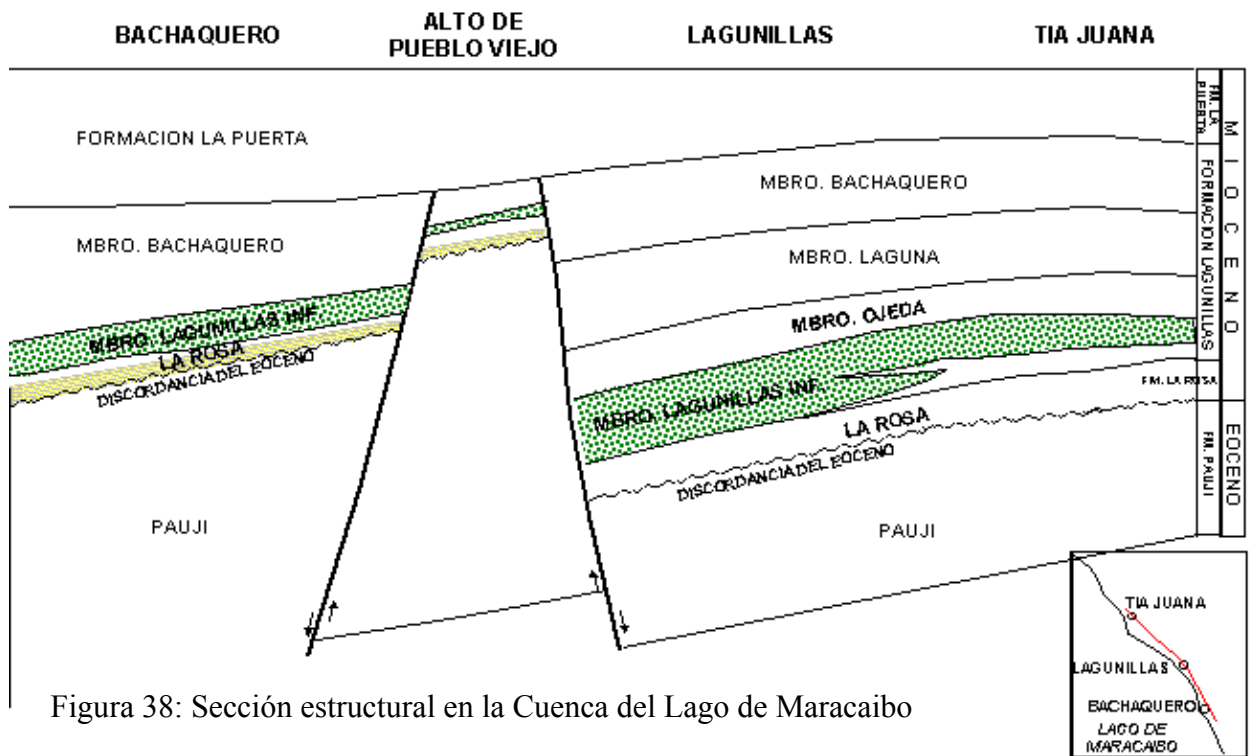 BACHAQUERO
ALTO DE
PUEBLO VIEJO
LAGUNILLAS
TIA JUANA
FORMACION LA PUERTA
MBRO. BACHAQUERO
MBRO. LAGUNILLAS INF
LA ROSA
DISCORDANCIA DEL EOCENO
PAUJI
MBRO. BACHAQUERO
MBRO. LAGUNA
MBRO. OJEDA
MBRO. LAGUNILLAS INF.
LA ROSA
DISCORDANCIA DEL EOCENO
PAUJI
FM. LA
PUERTA
FORMACION LAGUNILLAS
FM. LA ROSA
FM. PAUJI
MIOCENO
EOCENO
TIA JUANA
LAGUNILLAS
BACHAQUERO
LAGO DE
MARACAIBO
Figura 38: Sección estructural en la Cuenca del Lago de Maracaibo